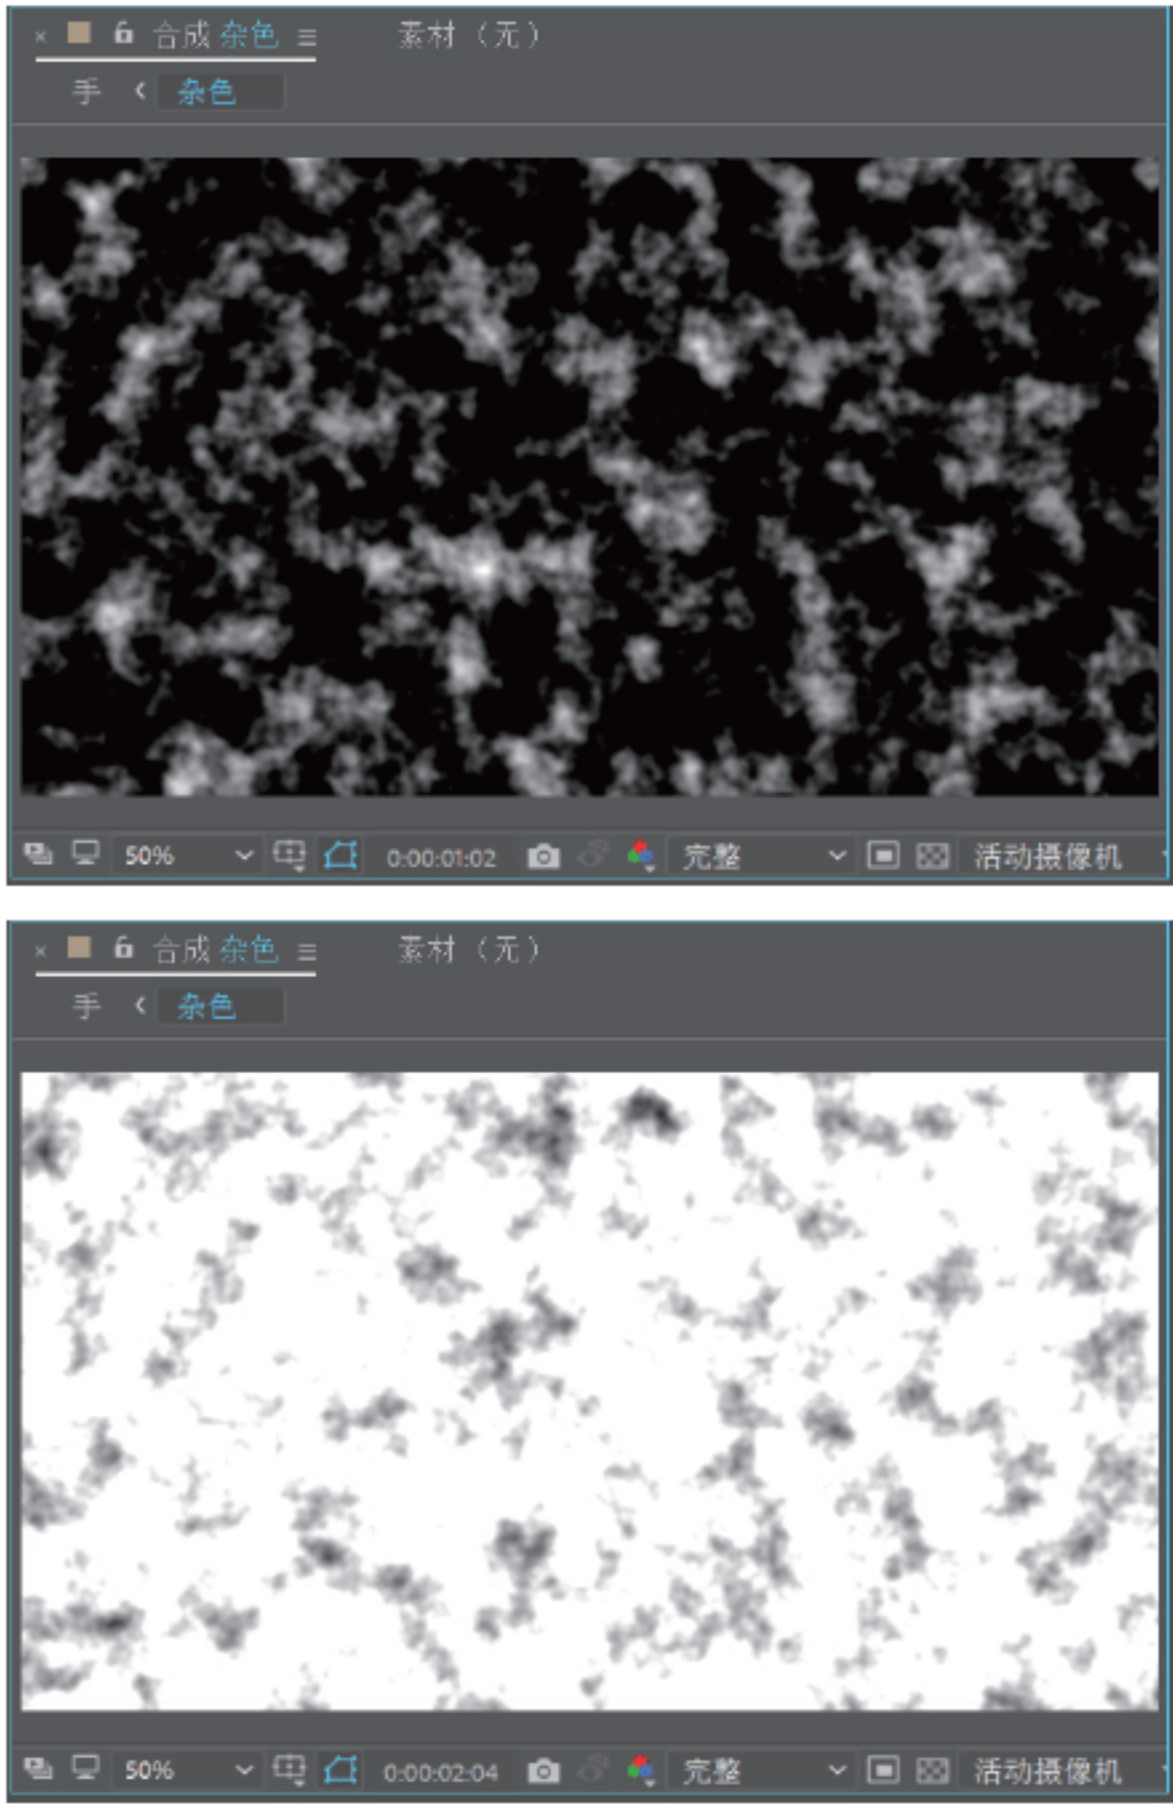 × 合成 杂色 ≡ 素材（无）
手 < 杂色
50% 0:00:01:02 完整 活动摄像机
× 合成 杂色 ≡ 素材（无）
手 < 杂色
50% 0:00:02:04 完整 活动摄像机